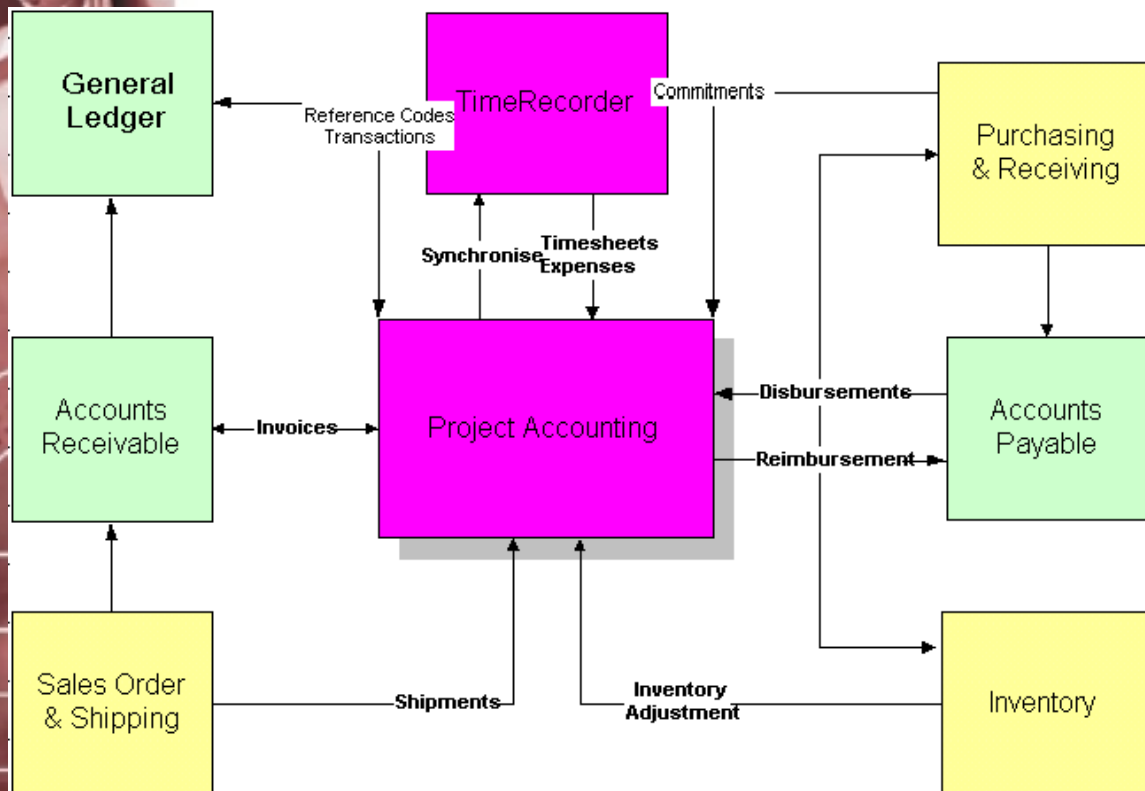 General
Ledger
TimeRecorder
Commitments
Reference Codes
Transactions
Purchasing
& Receiving
Synchronise
Timesheets
Expenses
Accounts
Receivable
Invoices
Project Accounting
Disbursements
Reimbursement
Accounts
Payable
Sales Order
& Shipping
Shipments
Inventory
Adjustment
Inventory